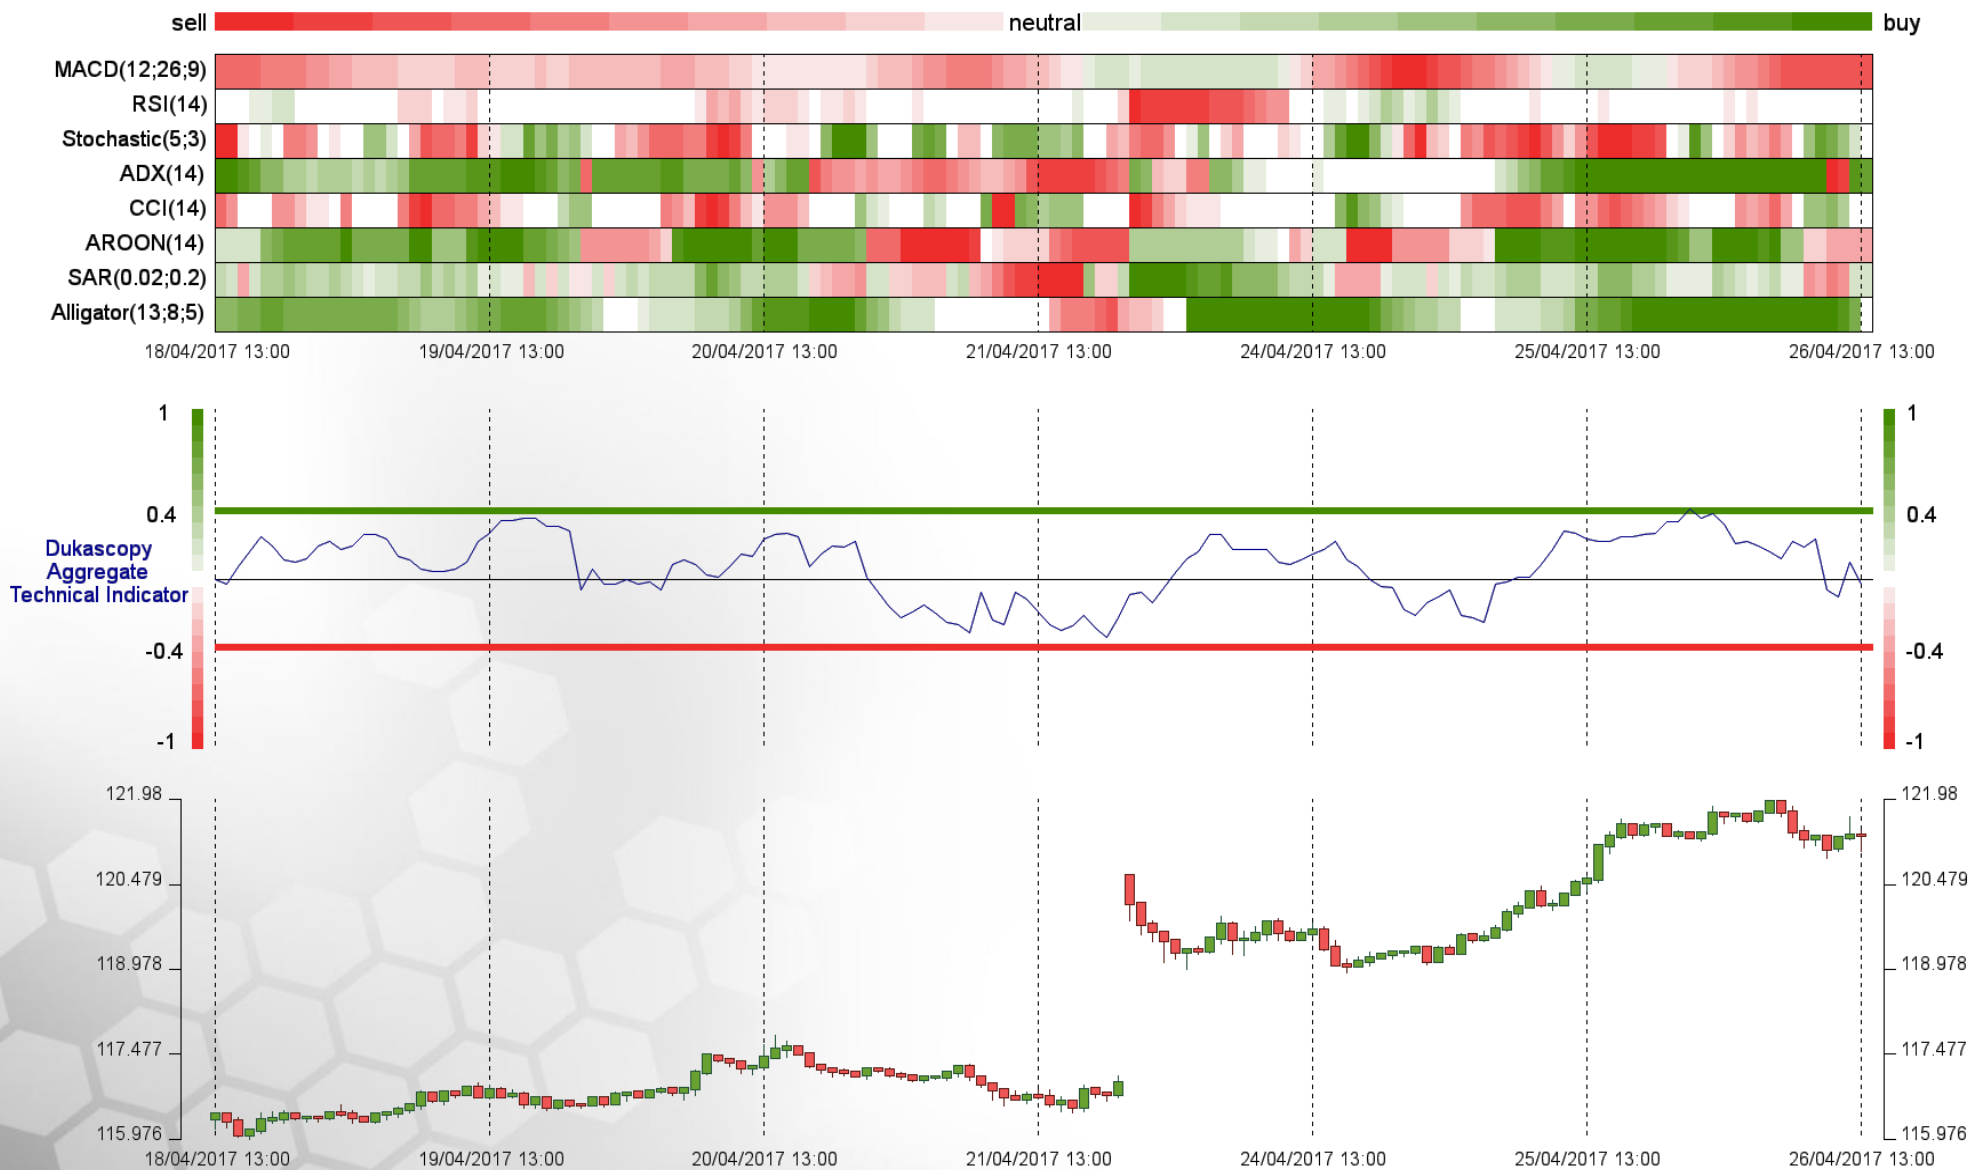 sell neutral buy
MACD(12;26;9)
RSI(14)
Stochastic(5;3)
ADX(14)
CCI(14)
AROON(14)
SAR(0.02;0.2)
Alligator(13;8;5)
18/04/2017 13:00 19/04/2017 13:00 20/04/2017 13:00 21/04/2017 13:00 24/04/2017 13:00 25/04/2017 13:00 26/04/2017 13:00
1 1
0.4 0.4
Dukascopy
Aggregate
Technical Indicator
-0.4 -0.4
-1 -1
121.98 121.98
120.479 120.479
118.978 118.978
117.477 117.477
115.976 115.976
18/04/2017 13:00 19/04/2017 13:00 20/04/2017 13:00 21/04/2017 13:00 24/04/2017 13:00 25/04/2017 13:00 26/04/2017 13:00